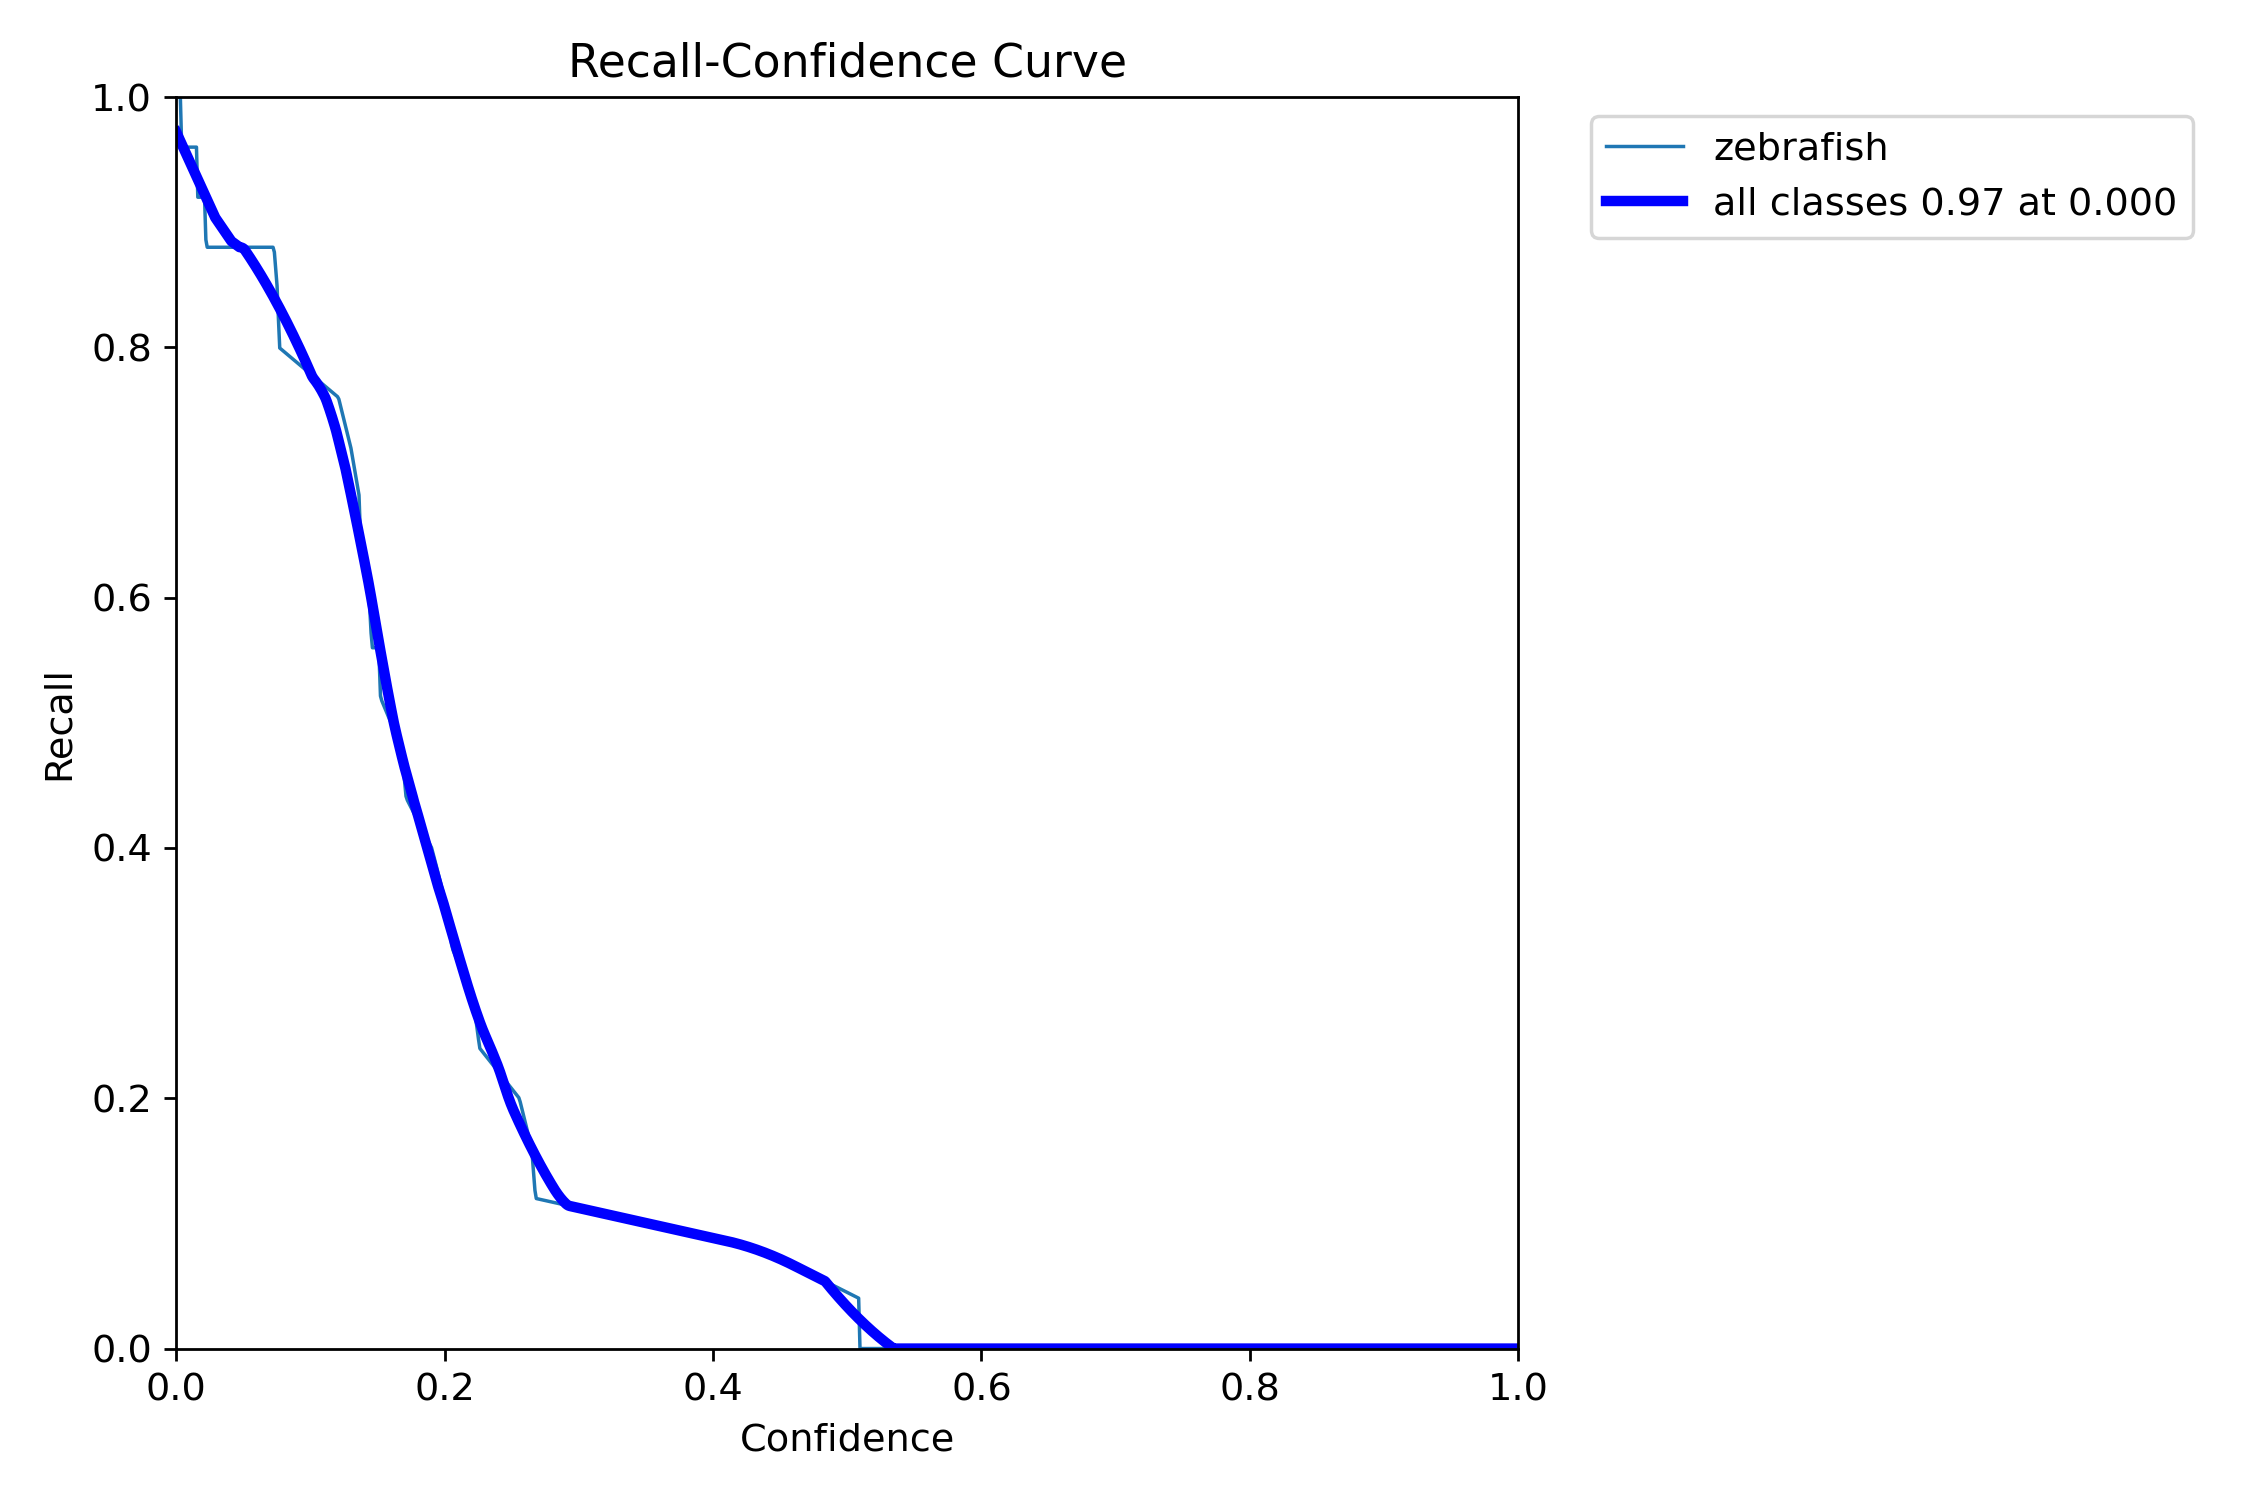 Recall-Confidence Curve
1.0
0.8
0.6
0.4
0.2
0.0
Recall
0.0 0.2 0.4 0.6 0.8 1.0
Confidence
zebrafish
all classes 0.97 at 0.000